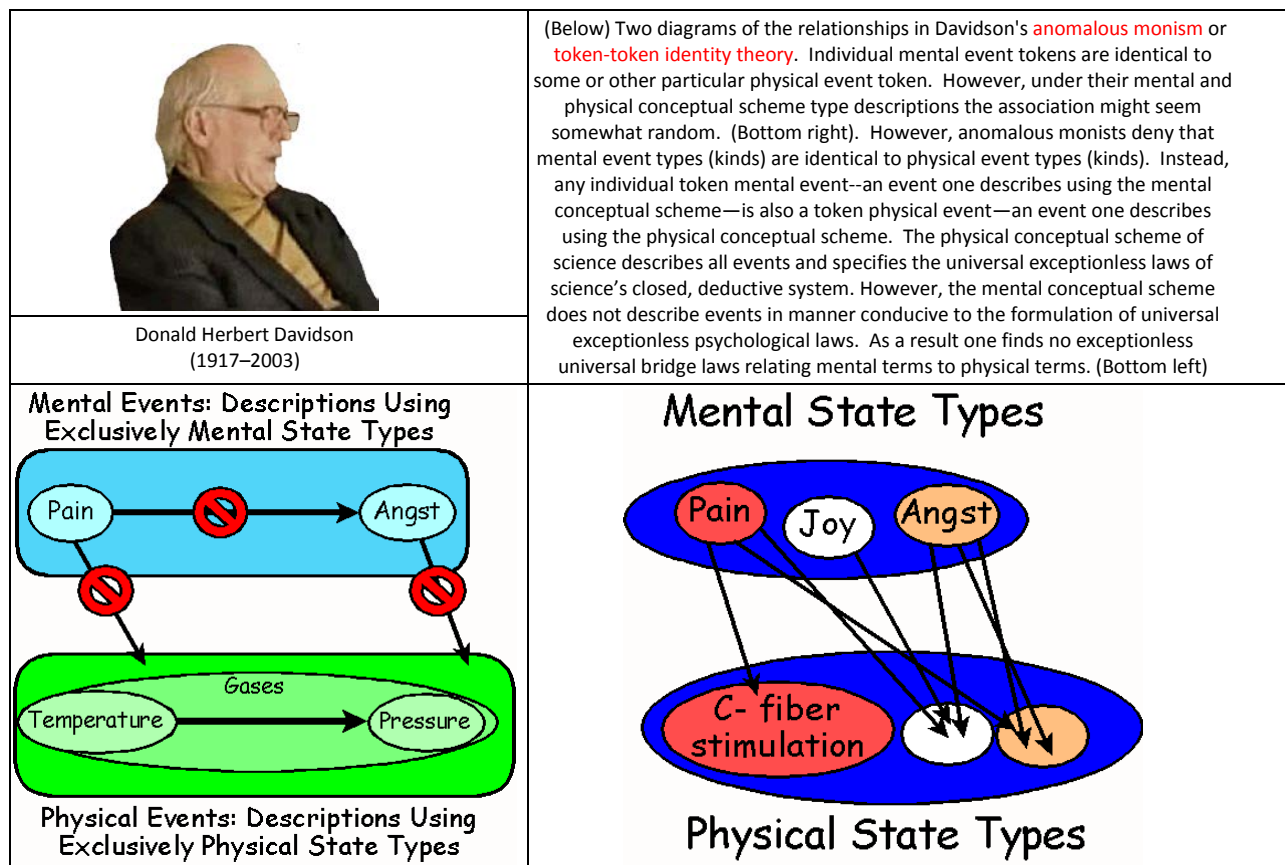 (Below) Two diagrams of the relationships in Davidson's anomalous monism or
token-token identity theory.  Individual mental event tokens are identical to
some or other particular physical event token.  However, under their mental and
physical conceptual scheme type descriptions the association might seem
somewhat random.  (Bottom right).  However, anomalous monists deny that
mental event types (kinds) are identical to physical event types (kinds).  Instead,
any individual token mental event--an event one describes using the mental
conceptual scheme—is also a token physical event—an event one describes
using the physical conceptual scheme.  The physical conceptual scheme of
science describes all events and specifies the universal exceptionless laws of
science’s closed, deductive system. However, the mental conceptual scheme
does not describe events in manner conducive to the formulation of universal
exceptionless psychological laws.  As a result one finds no exceptionless
universal bridge laws relating mental terms to physical terms. (Bottom left)
Donald Herbert Davidson
(1917–2003)
Mental Events: Descriptions Using
Exclusively Mental State Types
Pain
Angst
Gases
Temperature
Pressure
Physical Events: Descriptions Using
Exclusively Physical State Types
Mental State Types
Pain
Joy
Angst
C- fiber
stimulation
Physical State Types